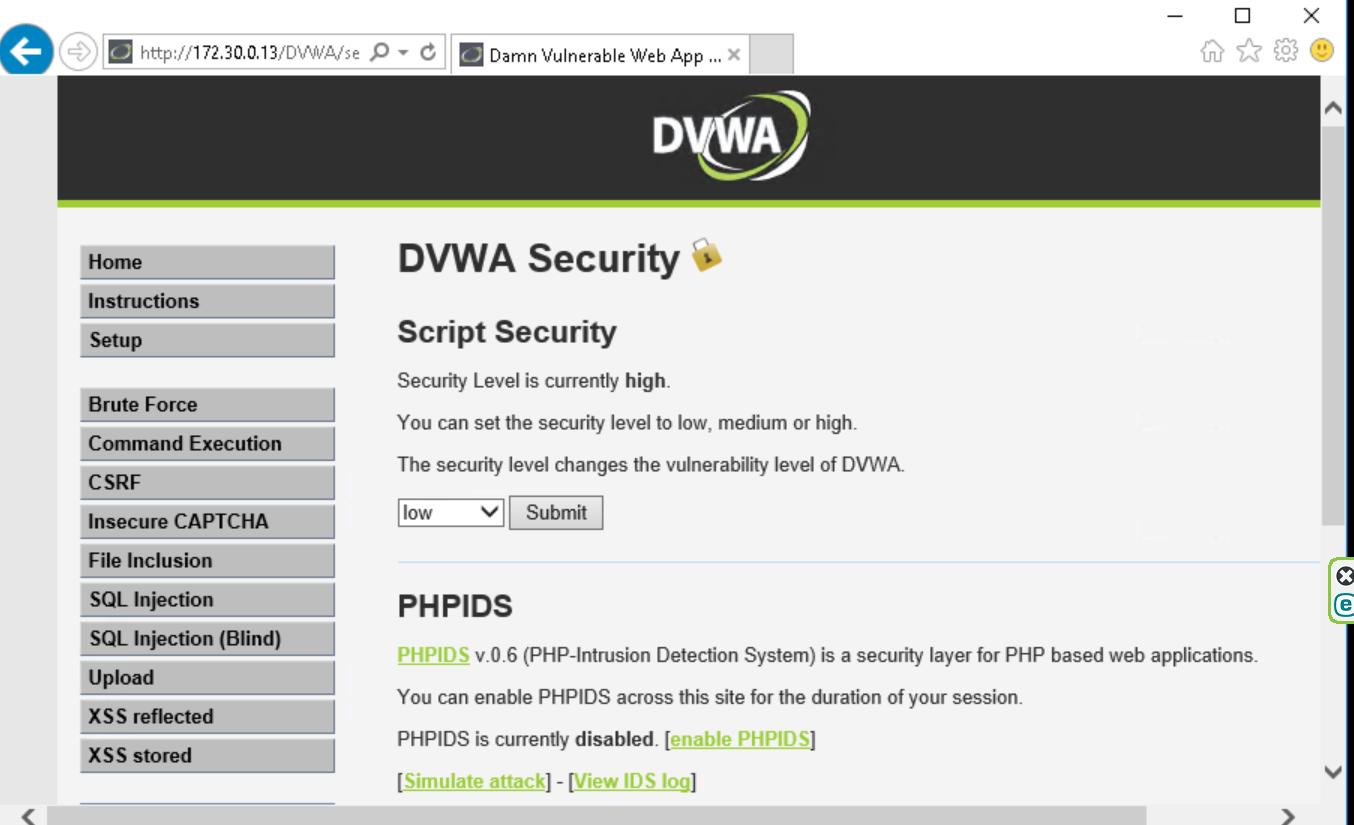 http://172.30.0.13/DVWA/se
Damn Vulnerable Web App ...
DVWA
Home
Instructions
Setup
Brute Force
Command Execution
CSRF
Insecure CAPTCHA
File Inclusion
SQL Injection
SQL Injection (Blind)
Upload
XSS reflected
XSS stored
DVWA Security
Script Security
Security Level is currently high.
You can set the security level to low, medium or high.
The security level changes the vulnerability level of DVWA.
low Submit
PHPIDS
PHPIDS v.0.6 (PHP-Intrusion Detection System) is a security layer for PHP based web applications.
You can enable PHPIDS across this site for the duration of your session.
PHPIDS is currently disabled. [enable PHPIDS]
[Simulate attack] - [View IDS log]
e